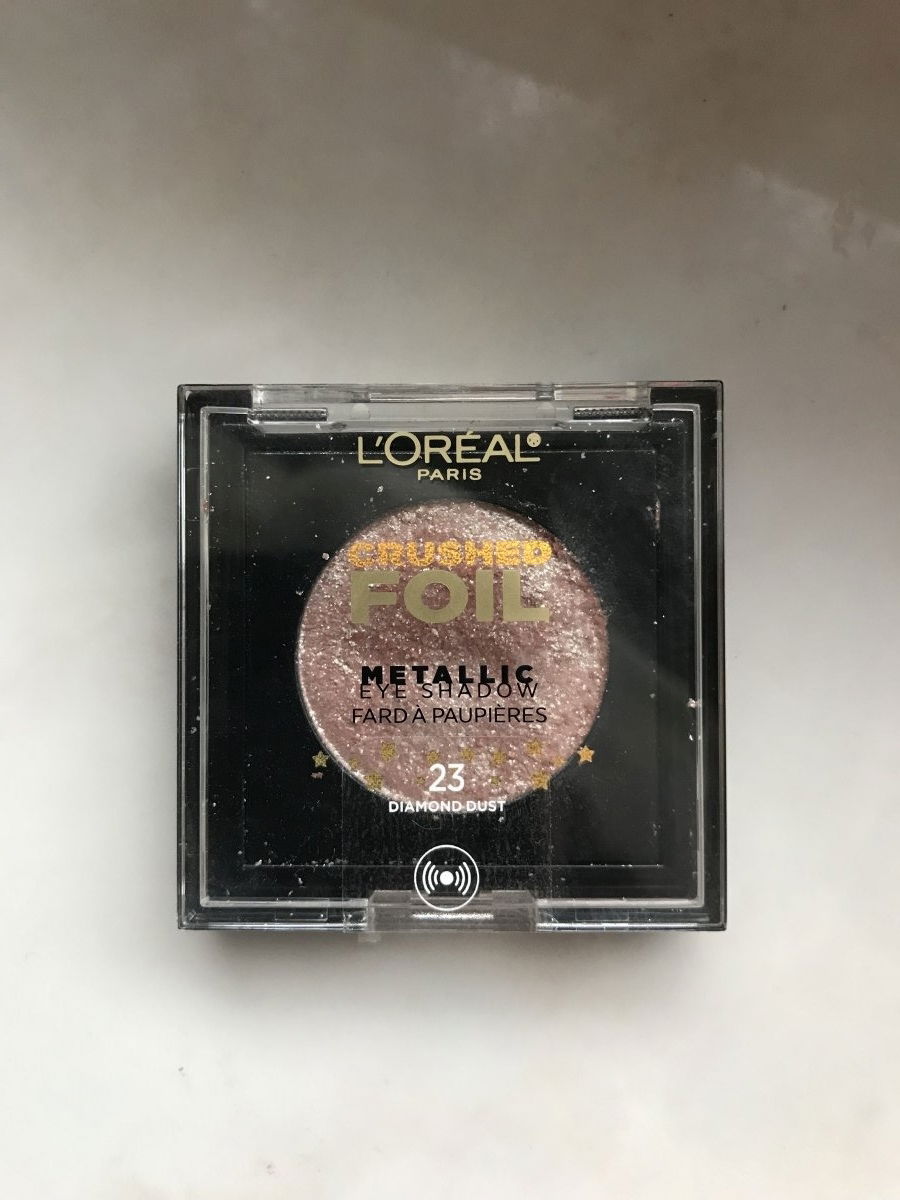 L'ORÉAL®
PARIS
CRUSHED
FOIL
METALLIC
EYE SHADOW
FARD À PAUPIÈRES
23
DIAMOND DUST